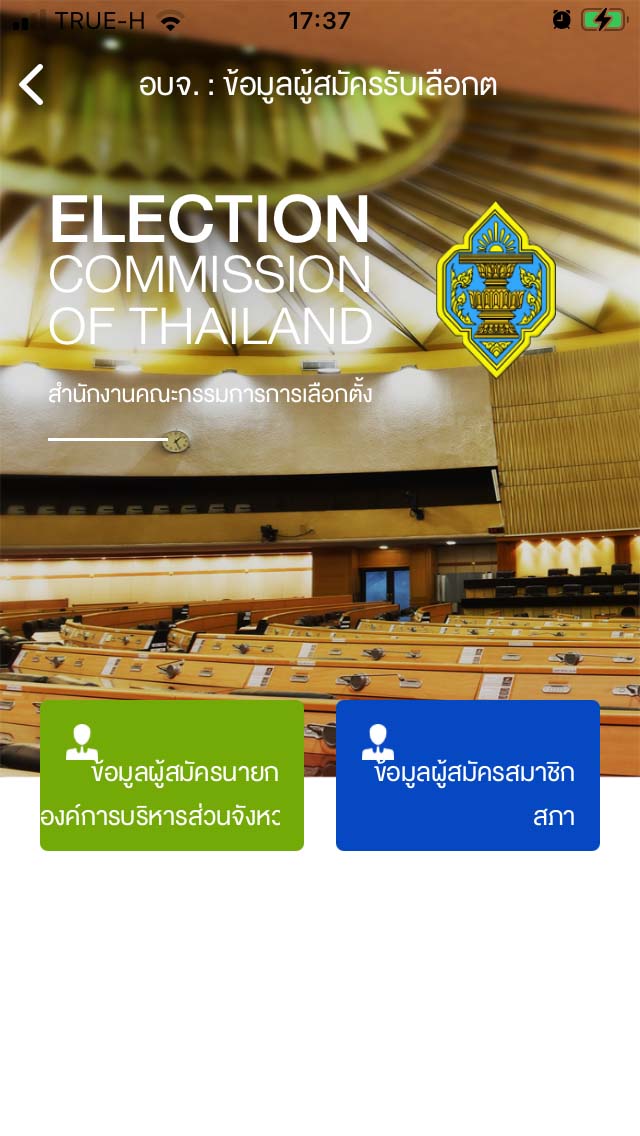 TRUE-H
17:37
อบจ. : ข้อมูลผู้สมัครรับเลือกต
ELECTION
COMMISSION
OF THAILAND
สำนักงานคณะกรรมการการเลือกตั้ง
ข้อมูลผู้สมัครนายก
องค์การบริหารส่วนจังหว
ข้อมูลผู้สมัครสมาชิก
สภา